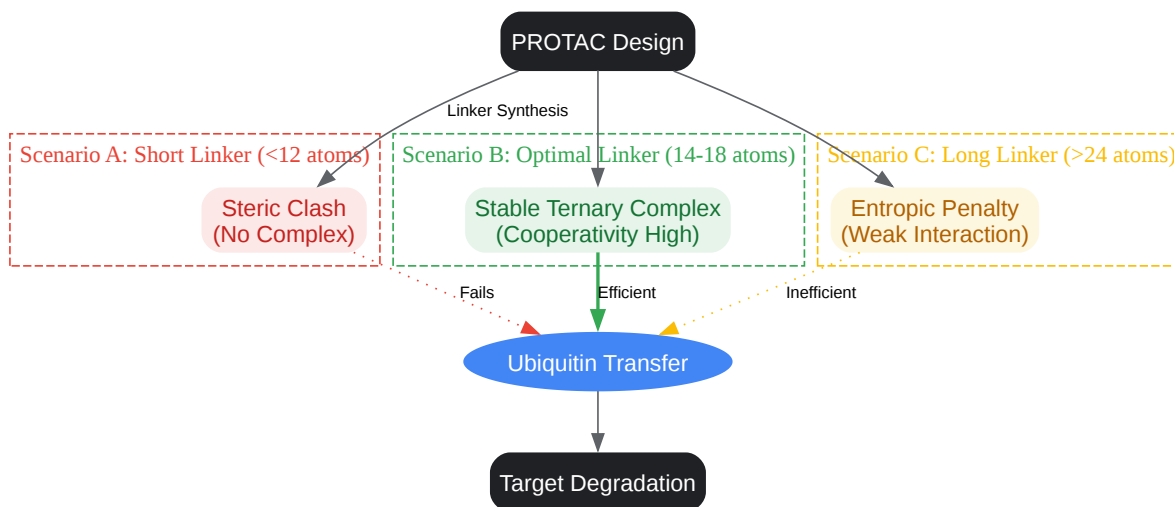 PROTAC Design
Linker Synthesis
Scenario A: Short Linker (<12 atoms)
Scenario B: Optimal Linker (14-18 atoms)
Scenario C: Long Linker (>24 atoms)
Steric Clash
(No Complex)
Stable Ternary Complex
(Cooperativity High)
Entropic Penalty
(Weak Interaction)
Fails
Efficient
Inefficient
Ubiquitin Transfer
Target Degradation